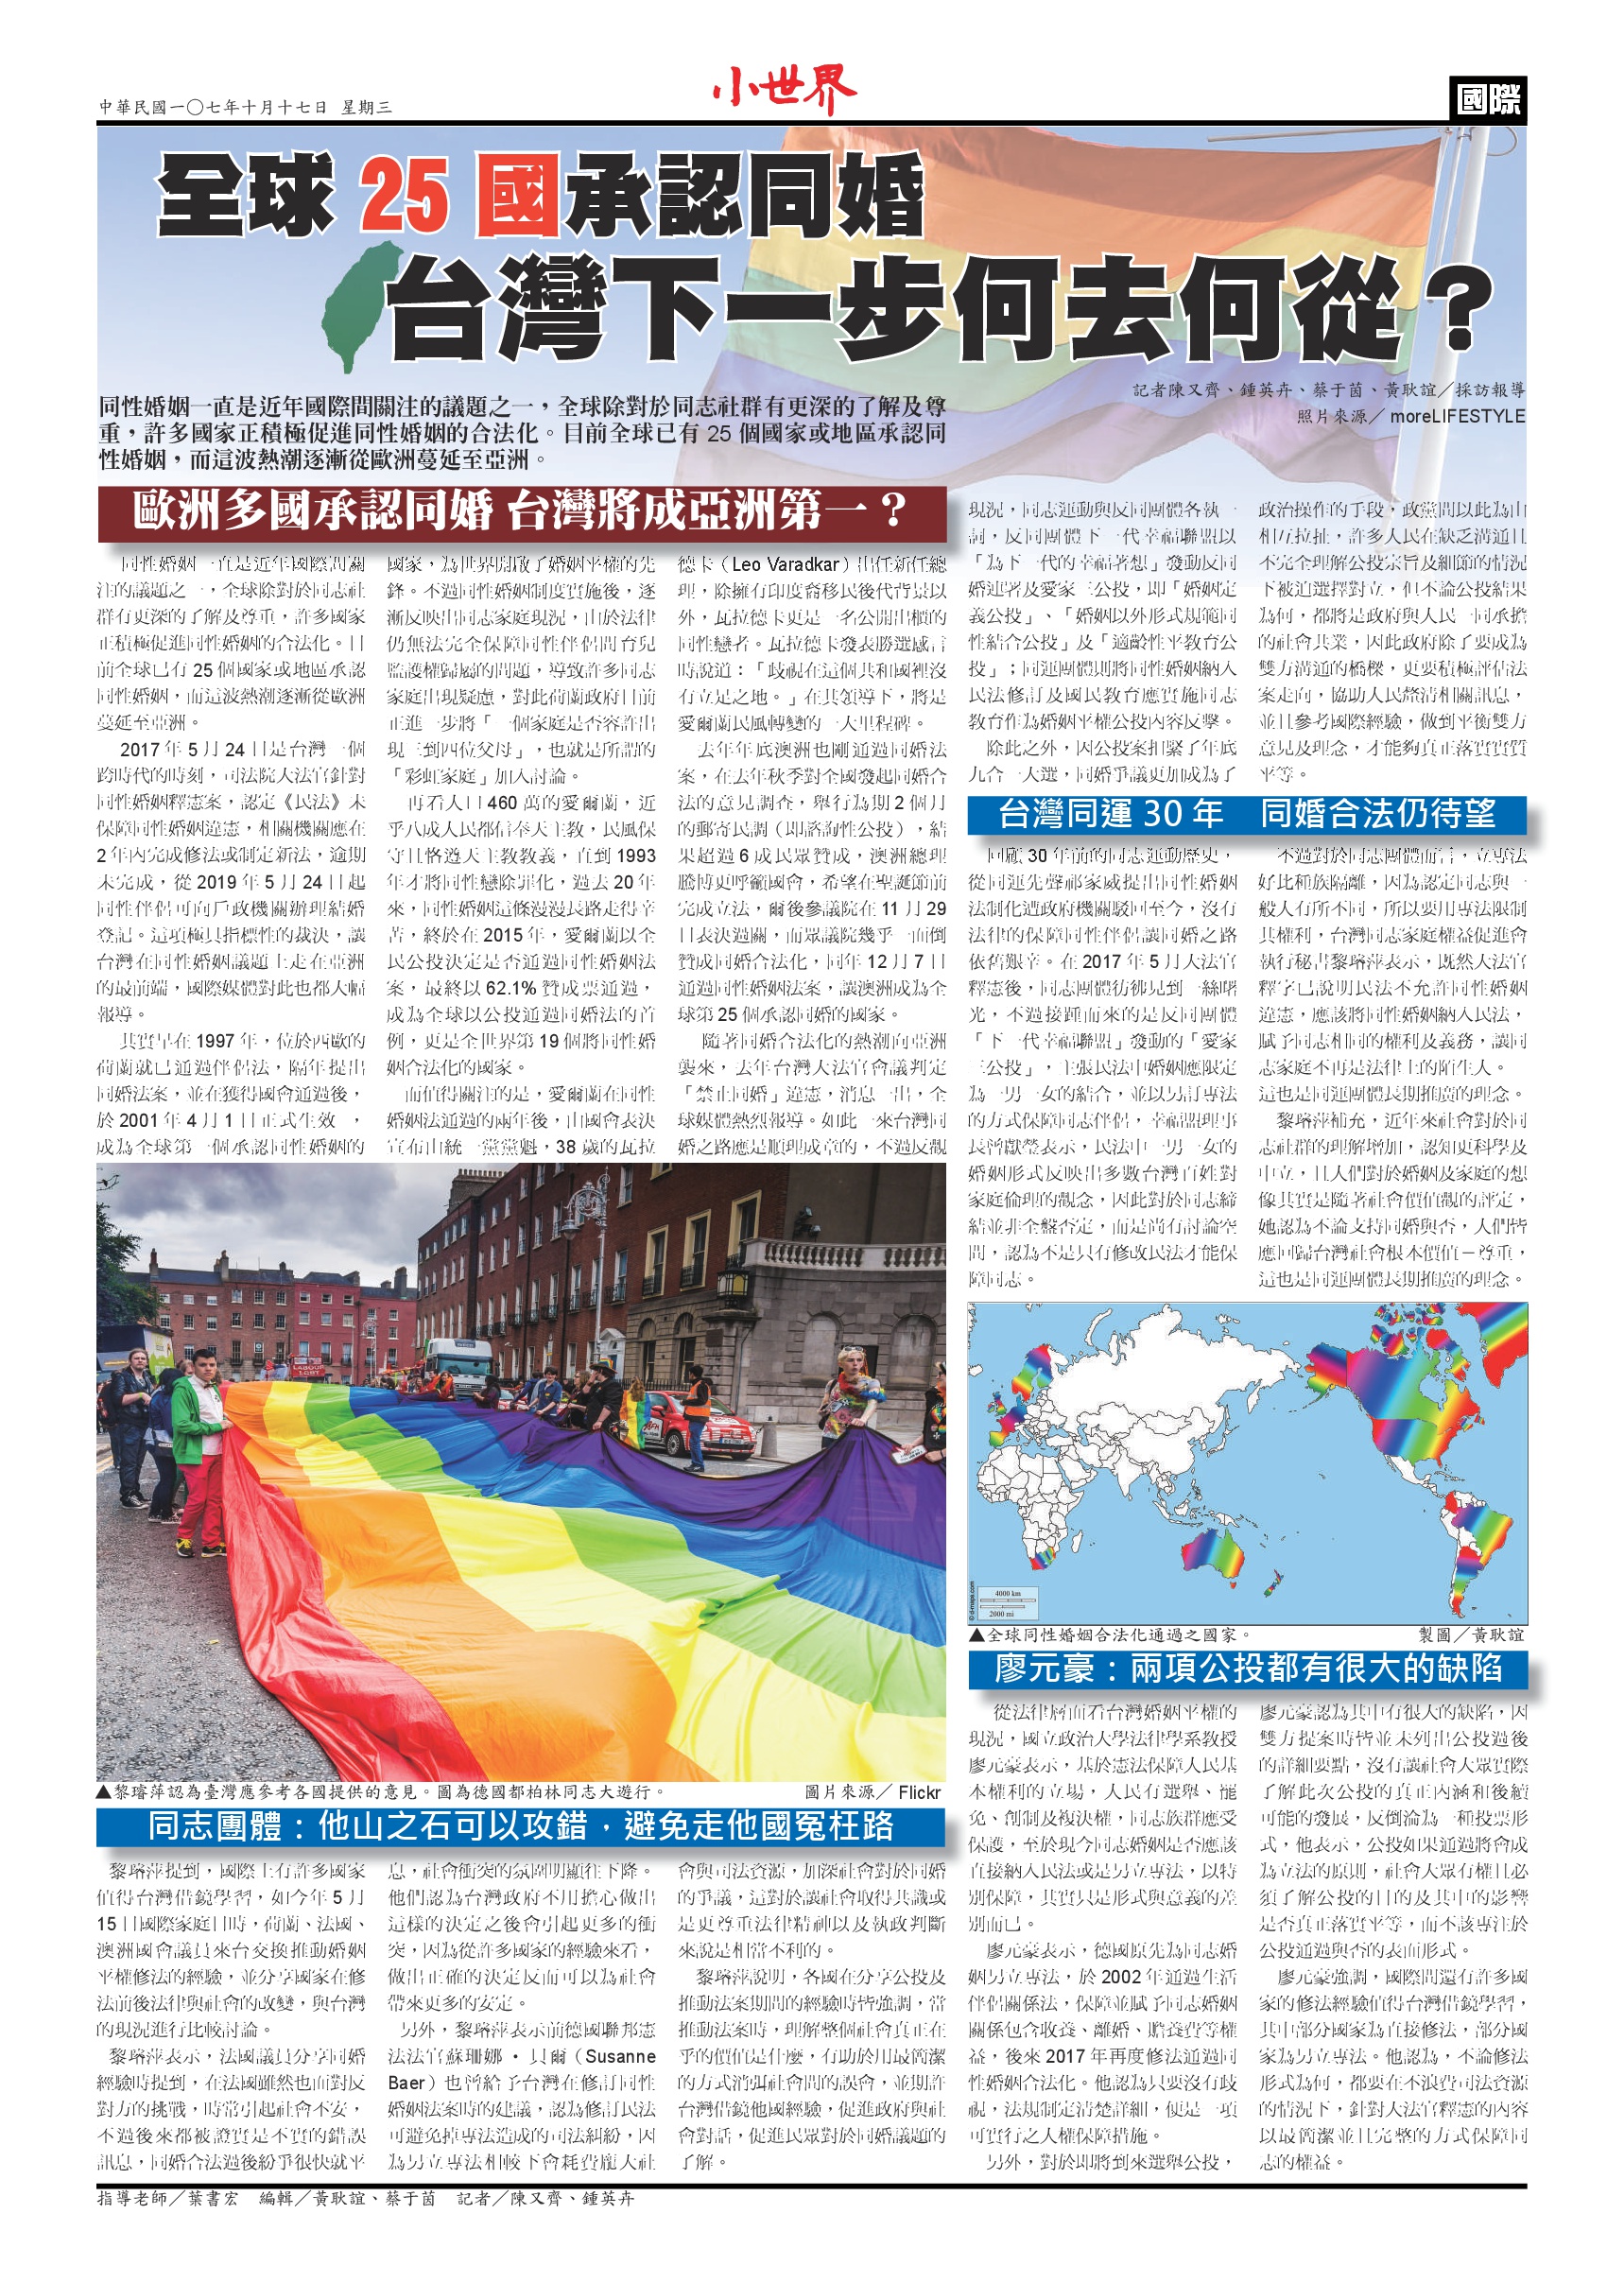 中華民國一〇七年十月十七日 星期三
小世界
國際
全球 25 國承認同婚
台灣下一步何去何從？
記者陳又齊、鍾英卉、蔡于茵、黃耿誼／採訪報導
照片來源／ moreLIFESTYLE
同性婚姻一直是近年國際間關注的議題之一，全球除對於同志社群有更深的了解及尊
重，許多國家正積極促進同性婚姻的合法化。目前全球已有 25 個國家或地區承認同
性婚姻，而這波熱潮逐漸從歐洲蔓延至亞洲。
歐洲多國承認同婚 台灣將成亞洲第一？
同性婚姻一直是近年國際間關
注的議題之一，全球除對於同志社
群有更深的了解及尊重，許多國家
正積極促進同性婚姻的合法化。目
前全球已有 25 個國家或地區承認
同性婚姻，而這波熱潮逐漸從歐洲
蔓延至亞洲。
2017 年 5 月 24 日是台灣一個
跨時代的時刻，司法院大法官針對
同性婚姻釋憲案，認定《民法》未
保障同性婚姻違憲，相關機關應在
2 年內完成修法或制定新法，逾期
未完成，從 2019 年 5 月 24 日起
同性伴侶可向戶政機關辦理結婚
登記。這項極具指標性的裁決，讓
台灣在同性婚姻議題上走在亞洲
的最前端，國際媒體對此也都大幅
報導。
其實早在 1997 年，位於西歐的
荷蘭就已通過伴侶法，隔年提出
同婚法案，並在獲得國會通過後，
於 2001 年 4 月 1 日正式生效 ，
成為全球第一個承認同性婚姻的
國家，為世界開啟了婚姻平權的先
鋒。不過同性婚姻制度實施後，逐
漸反映出同志家庭現況，由於法律
仍無法完全保障同性伴侶間育兒
監護權歸屬的問題，導致許多同志
家庭出現疑慮，對此荷蘭政府目前
正進一步將「一個家庭是否容許出
現三到四位父母」，也就是所謂的
「彩虹家庭」加入討論。
再看人口 460 萬的愛爾蘭，近
乎八成人民都信奉天主教，民風保
守且恪遵天主教教義，直到 1993
年才將同性戀除罪化，過去 20 年
來，同性婚姻這條漫漫長路走得辛
苦，終於在 2015 年，愛爾蘭以全
民公投決定是否通過同性婚姻法
案，最終以 62.1% 贊成票通過，
成為全球以公投通過同婚法的首
例，更是全世界第 19 個將同性婚
姻合法化的國家。
而值得關注的是，愛爾蘭在同性
婚姻法通過的兩年後，由國會表決
宣布由統一黨黨魁，38 歲的瓦拉
德卡（Leo Varadkar）出任新任總
理，除擁有印度裔移民後代背景以
外，瓦拉德卡更是一名公開出櫃的
同性戀者。瓦拉德卡發表勝選感言
時說道：「歧視在這個共和國裡沒
有立足之地。」在其領導下，將是
愛爾蘭民風轉變的一大里程碑。
去年年底澳洲也剛通過同婚法
案，在去年秋季對全國發起同婚合
法的意見調查，舉行為期 2 個月
的郵寄民調（即諮詢性公投），結
果超過 6 成民眾贊成，澳洲總理
騰博更呼籲國會，希望在聖誕節前
完成立法，爾後參議院在 11 月 29
日表決過關，而眾議院幾乎一面倒
贊成同婚合法化，同年 12 月 7 日
通過同性婚姻法案，讓澳洲成為全
球第 25 個承認同婚的國家。
隨著同婚合法化的熱潮向亞洲
襲來，去年台灣大法官會議判定
「禁止同婚」違憲，消息一出，全
球媒體熱烈報導。如此一來台灣同
婚之路應是順理成章的，不過反觀
現況，同志運動與反同團體各執一
詞，反同團體下一代幸福聯盟以
「為下一代的幸福著想」發動反同
婚連署及愛家三公投，即「婚姻定
義公投」、「婚姻以外形式規範同
性結合公投」及「適齡性平教育公
投」；同運團體則將同性婚姻納入
民法修訂及國民教育應實施同志
教育作為婚姻平權公投內容反擊。
除此之外，因公投案扣緊了年底
九合一大選，同婚爭議更加成為了
政治操作的手段，政黨間以此為由
相互拉扯，許多人民在缺乏溝通且
不完全理解公投宗旨及細節的情況
下被迫選擇對立，但不論公投結果
為何，都將是政府與人民一同承擔
的社會共業，因此政府除了要成為
雙方溝通的橋樑，更要積極評估法
案走向，協助人民釐清相關訊息，
並且參考國際經驗，做到平衡雙方
意見及理念，才能夠真正落實實質
平等。
台灣同運 30 年　同婚合法仍待望
回顧 30 年前的同志運動歷史，
從同運先聲祁家威提出同性婚姻
法制化遭政府機關駁回至今，沒有
法律的保障同性伴侶讓同婚之路
依舊艱辛。在 2017 年 5 月大法官
釋憲後，同志團體彷彿見到一絲曙
光，不過接踵而來的是反同團體
「下一代幸福聯盟」發動的「愛家
三公投」，主張民法中婚姻應限定
為一男一女的結合，並以另訂專法
的方式保障同志伴侶，幸福盟理事
長曾獻瑩表示，民法中一男一女的
婚姻形式反映出多數台灣百姓對
家庭倫理的觀念，因此對於同志締
結並非全盤否定，而是尚有討論空
間，認為不是只有修改民法才能保
障同志。
不過對於同志團體而言，立專法
好比種族隔離，因為認定同志與一
般人有所不同，所以要用專法限制
其權利，台灣同志家庭權益促進會
執行秘書黎璿萍表示，既然大法官
釋字已說明民法不允許同性婚姻
違憲，應該將同性婚姻納入民法，
賦予同志相同的權利及義務，讓同
志家庭不再是法律上的陌生人。
這也是同運團體長期推廣的理念。
黎璿萍補充，近年來社會對於同
志社群的理解增加，認知更科學及
中立，且人們對於婚姻及家庭的想
像其實是隨著社會價值觀的評定，
她認為不論支持同婚與否，人們皆
應回歸台灣社會根本價值－尊重，
這也是同運團體長期推廣的理念。
4000 km
2000 mi
© d-maps.com
▲全球同性婚姻合法化通過之國家。　製圖／黃耿誼
▲黎璿萍認為臺灣應參考各國提供的意見。圖為德國都柏林同志大遊行。　圖片來源／ Flickr
同志團體：他山之石可以攻錯，避免走他國冤枉路
黎璿萍提到，國際上有許多國家
值得台灣借鏡學習，如今年 5 月
15 日國際家庭日時，荷蘭、法國、
澳洲國會議員來台交換推動婚姻
平權修法的經驗，並分享國家在修
法前後法律與社會的改變，與台灣
的現況進行比較討論。
黎璿萍表示，法國議員分享同婚
經驗時提到，在法國雖然也面對反
對方的挑戰，時常引起社會不安，
不過後來都被證實是不實的錯誤
訊息，同婚合法過後紛爭很快就平
息，社會衝突的氛圍明顯往下降。
他們認為台灣政府不用擔心做出
這樣的決定之後會引起更多的衝
突，因為從許多國家的經驗來看，
做出正確的決定反而可以為社會
帶來更多的安定。
另外，黎璿萍表示前德國聯邦憲
法法官蘇珊娜・貝爾（Susanne
Baer）也曾給予台灣在修訂同性
婚姻法案時的建議，認為修訂民法
可避免掉專法造成的司法糾紛，因
為另立專法相較下會耗費龐大社
會與司法資源，加深社會對於同婚
的爭議，這對於讓社會取得共識或
是更尊重法律精神以及執政判斷
來說是相當不利的。
黎璿萍說明，各國在分享公投及
推動法案期間的經驗時皆強調，當
推動法案時，理解整個社會真正在
乎的價值是什麼，有助於用最簡潔
的方式消弭社會間的誤會，並期許
台灣借鏡他國經驗，促進政府與社
會對話，促進民眾對於同婚議題的
了解。
廖元豪：兩項公投都有很大的缺陷
從法律層面看台灣婚姻平權的
現況，國立政治大學法律學系教授
廖元豪表示，基於憲法保障人民基
本權利的立場，人民有選舉、罷
免、創制及複決權，同志族群應受
保護，至於現今同志婚姻是否應該
直接納入民法或是另立專法，以特
別保障，其實只是形式與意義的差
別而已。
廖元豪表示，德國原先為同志婚
姻另立專法，於 2002 年通過生活
伴侶關係法，保障並賦予同志婚姻
關係包含收養、離婚、贍養費等權
益，後來 2017 年再度修法通過同
性婚姻合法化。他認為只要沒有歧
視，法規制定清楚詳細，便是一項
可實行之人權保障措施。
另外，對於即將到來選舉公投，
廖元豪認為其中有很大的缺陷，因
雙方提案時皆並未列出公投過後
的詳細要點，沒有讓社會大眾實際
了解此次公投的真正內涵和後續
可能的發展，反倒淪為一種投票形
式，他表示，公投如果通過將會成
為立法的原則，社會大眾有權且必
須了解公投的目的及其中的影響
是否真正落實平等，而不該專注於
公投通過與否的表面形式。
廖元豪強調，國際間還有許多國
家的修法經驗值得台灣借鏡學習，
其中部分國家為直接修法，部分國
家為另立專法。他認為，不論修法
形式為何，都要在不浪費司法資源
的情況下，針對大法官釋憲的內容
以最簡潔並且完整的方式保障同
志的權益。
指導老師／葉書宏　編輯／黃耿誼、蔡于茵　記者／陳又齊、鍾英卉